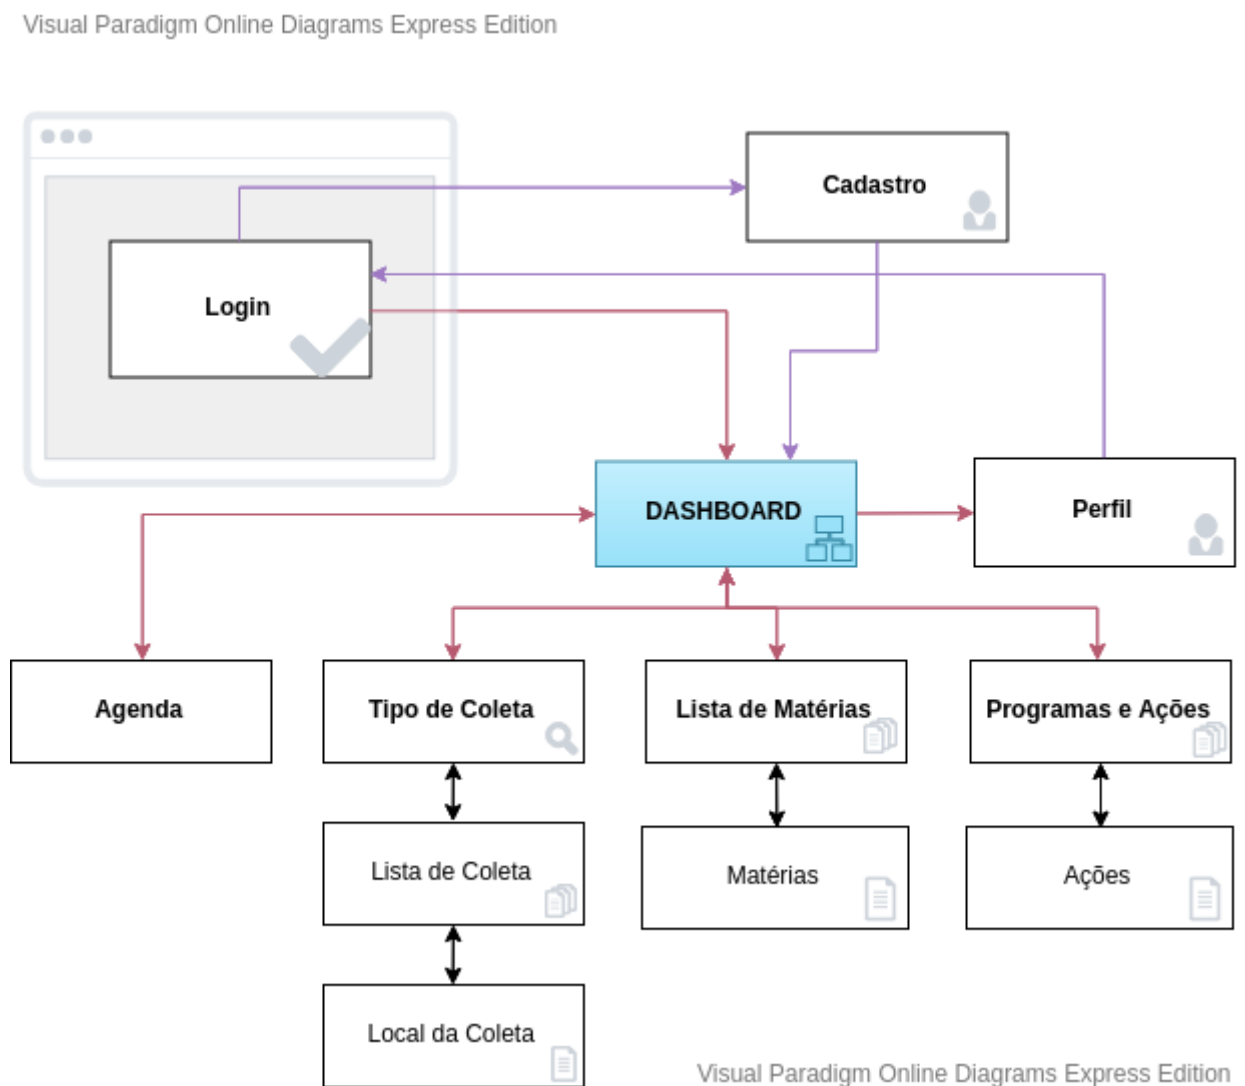 Visual Paradigm Online Diagrams Express Edition
Cadastro
Login
DASHBOARD
Perfil
Agenda
Tipo de Coleta
Lista de Matérias
Programas e Ações
Lista de Coleta
Matérias
Ações
Local da Coleta
Visual Paradigm Online Diagrams Express Edition